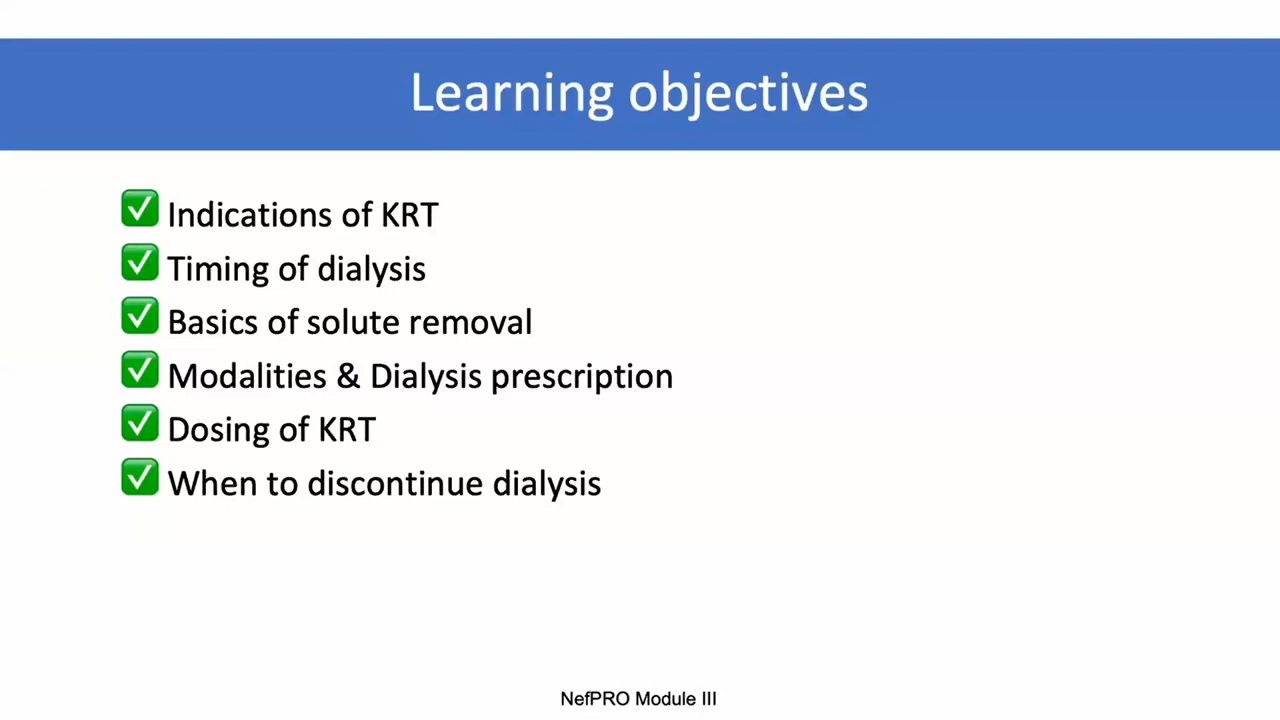 Learning objectives
✅ Indications of KRT
✅ Timing of dialysis
✅ Basics of solute removal
✅ Modalities & Dialysis prescription
✅ Dosing of KRT
✅ When to discontinue dialysis
NefPRO Module III